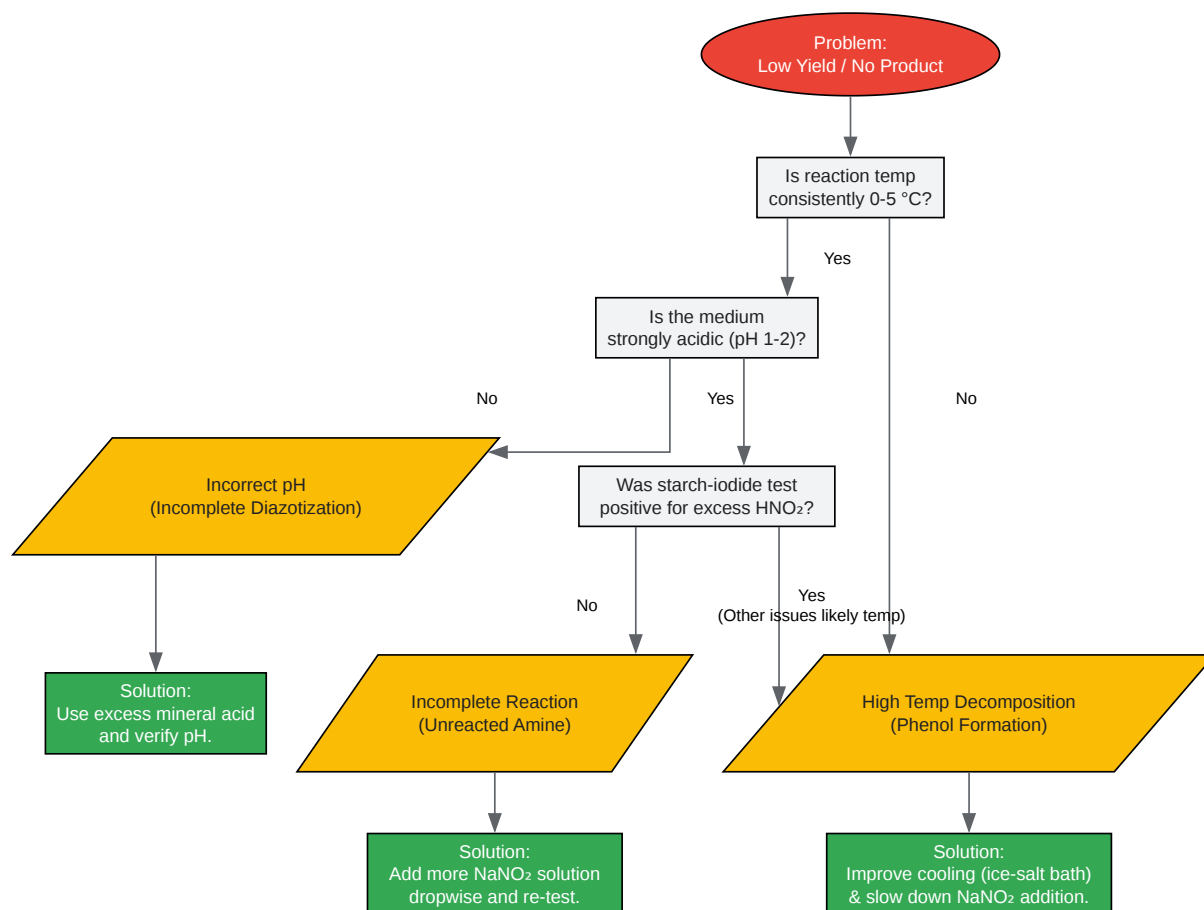 Problem:
Low Yield / No Product
Is reaction temp
consistently 0-5 °C?
Yes
Is the medium
strongly acidic (pH 1-2)?
No
Yes
No
Incorrect pH
(Incomplete Diazotization)
Was starch-iodide test
positive for excess HNO₂?
No
Yes
(Other issues likely temp)
Solution:
Use excess mineral acid
and verify pH.
Incomplete Reaction
(Unreacted Amine)
High Temp Decomposition
(Phenol Formation)
Solution:
Add more NaNO₂ solution
dropwise and re-test.
Solution:
Improve cooling (ice-salt bath)
& slow down NaNO₂ addition.